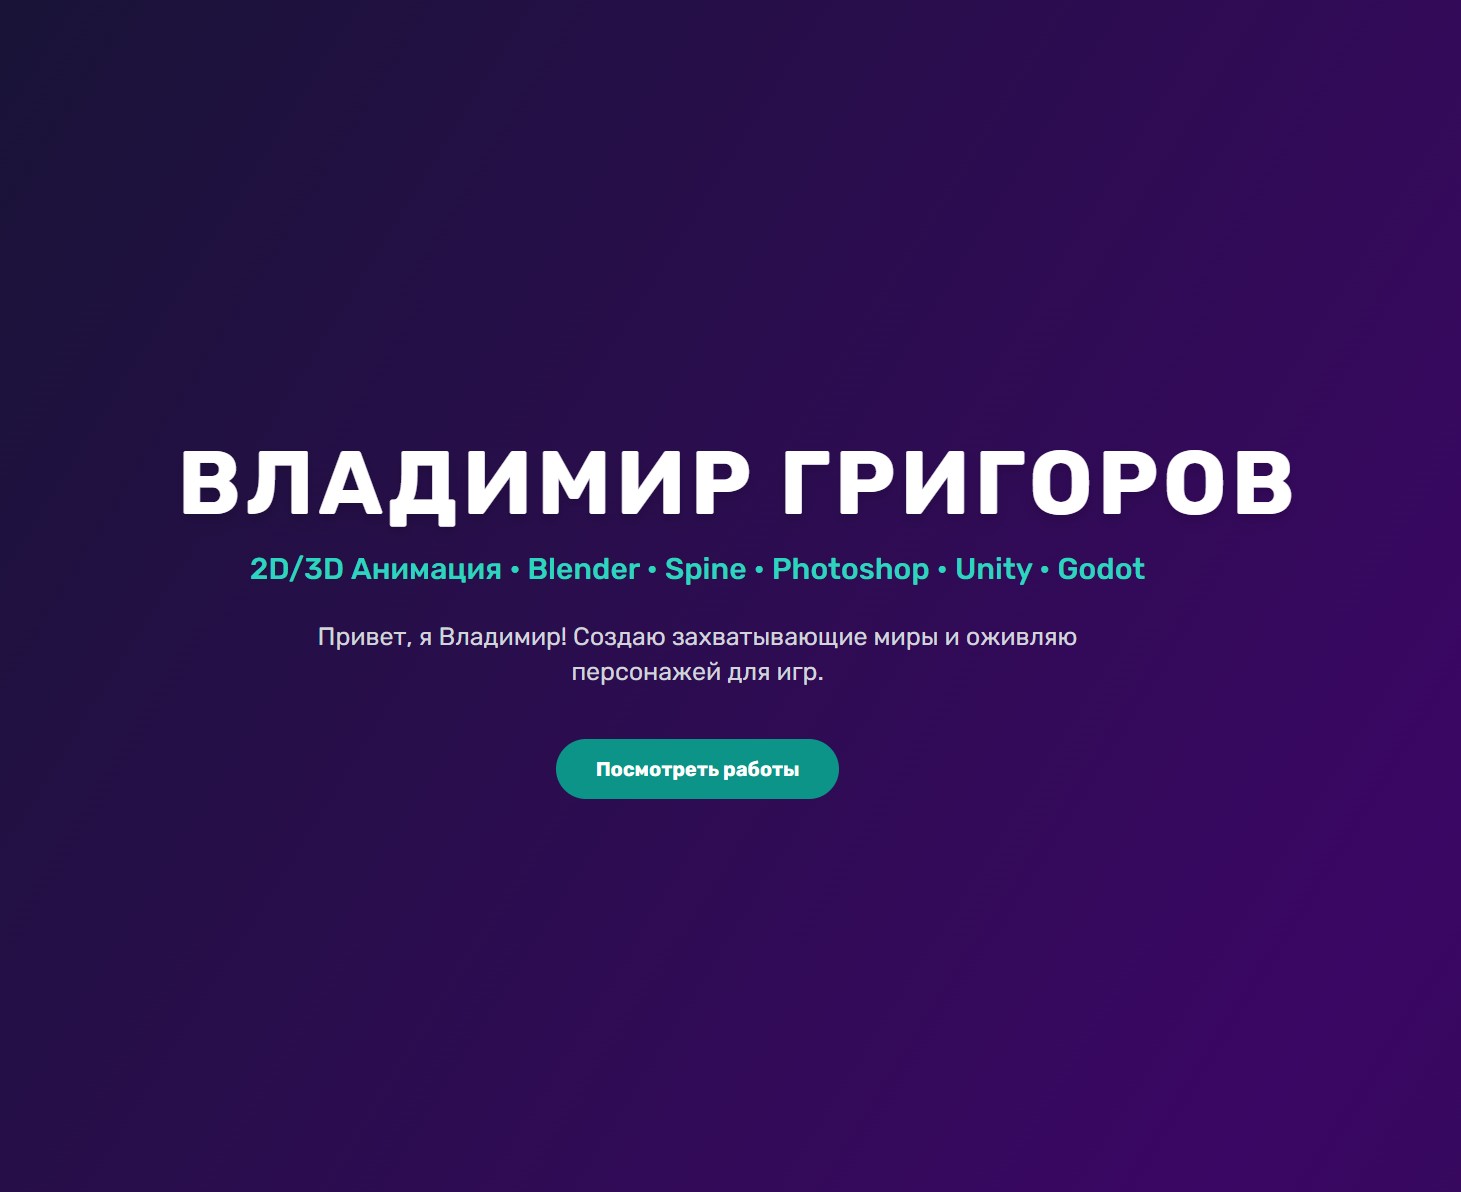 ВЛАДИМИР ГРИГОРОВ
2D/3D Анимация • Blender • Spine • Photoshop • Unity • Godot
Привет, я Владимир! Создаю захватывающие миры и оживляю
персонажей для игр.
Посмотреть работы